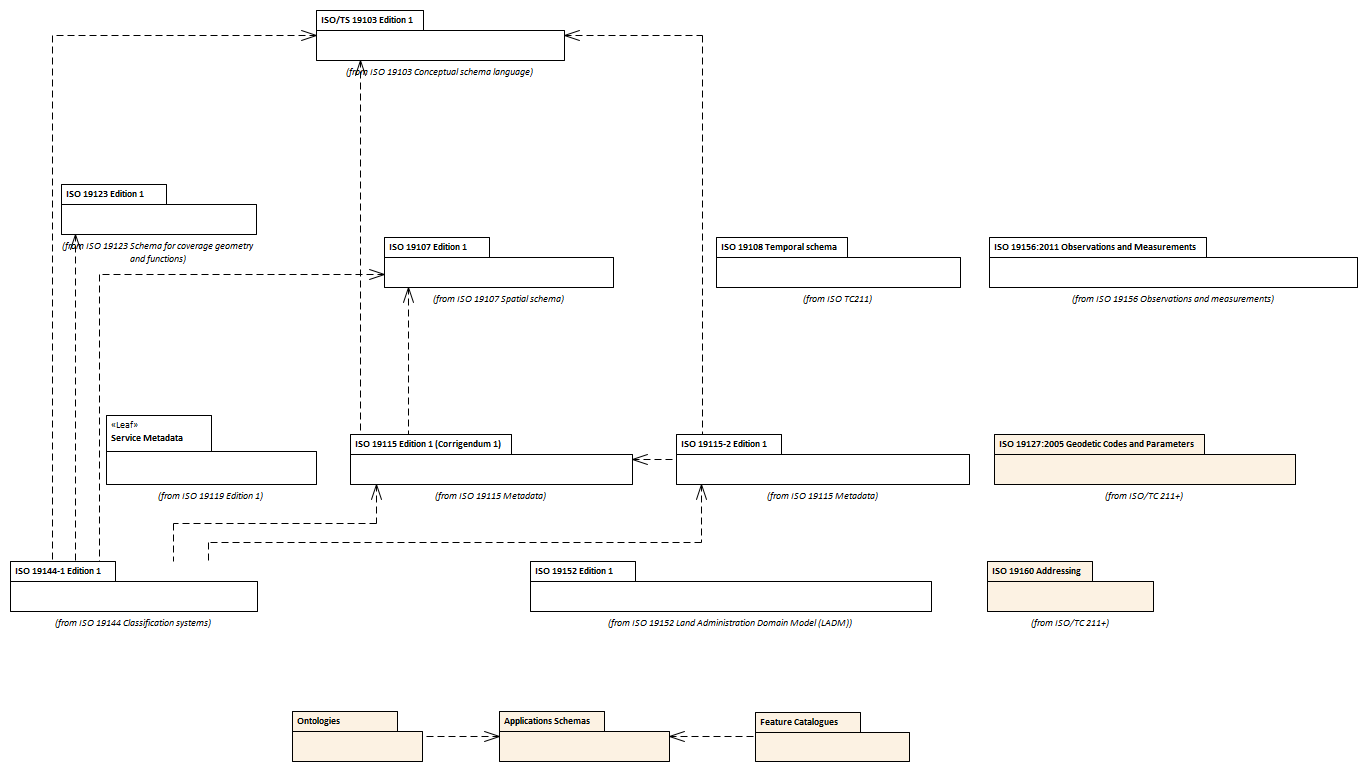 ISO/TS 19103 Edition 1
(from ISO 19103 Conceptual schema language)
ISO 19123 Edition 1
(from ISO 19123 Schema for coverage geometry
and functions)
ISO 19107 Edition 1
(from ISO 19107 Spatial schema)
ISO 19108 Temporal schema
(from ISO TC211)
ISO 19156:2011 Observations and Measurements
(from ISO 19156 Observations and measurements)
«Leaf»
Service Metadata
(from ISO 19119 Edition 1)
ISO 19115 Edition 1 (Corrigendum 1)
(from ISO 19115 Metadata)
ISO 19115-2 Edition 1
(from ISO 19115 Metadata)
ISO 19127:2005 Geodetic Codes and Parameters
(from ISO/TC 211+)
ISO 19144-1 Edition 1
(from ISO 19144 Classification systems)
ISO 19152 Edition 1
(from ISO 19152 Land Administration Domain Model (LADM))
ISO 19160 Addressing
(from ISO/TC 211+)
Ontologies
Applications Schemas
Feature Catalogues